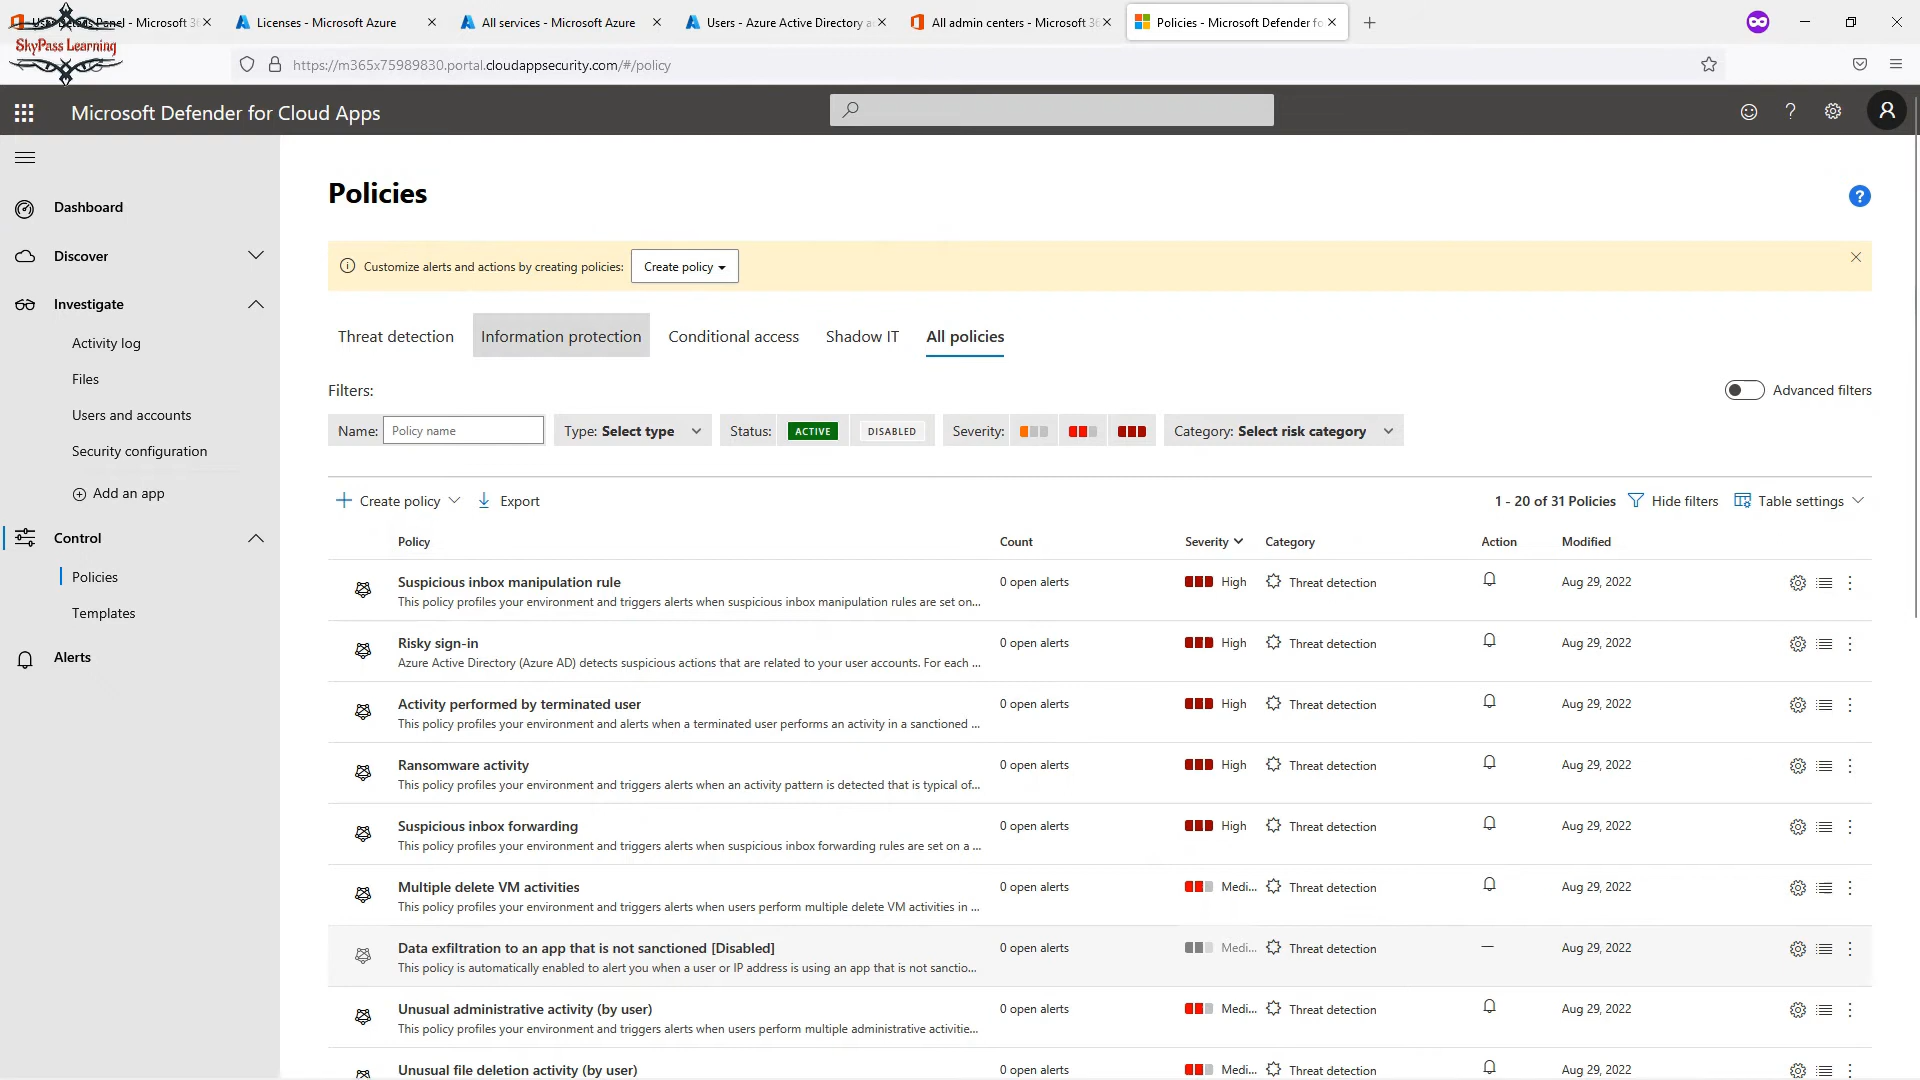 User Details Panel - Microsoft 36
Licenses - Microsoft Azure
All services - Microsoft Azure
Users - Azure Active Directory a
All admin centers - Microsoft 36
Policies - Microsoft Defender fo
SkyPass Learning
https://m365x75989830.portal.cloudappsecurity.com/#/policy
Microsoft Defender for Cloud Apps
Dashboard
Discover
Investigate
Activity log
Files
Users and accounts
Security configuration
Add an app
Control
Policies
Templates
Alerts
Policies
Customize alerts and actions by creating policies: Create policy
Threat detection Information protection Conditional access Shadow IT All policies
Filters:
Advanced filters
Name: Policy name Type: Select type Status: ACTIVE DISABLED Severity: Category: Select risk category
Create policy Export 1 - 20 of 31 Policies Hide filters Table settings
Policy Count Severity Category Action Modified
Suspicious inbox manipulation rule 0 open alerts High Threat detection Aug 29, 2022
This policy profiles your environment and triggers alerts when suspicious inbox manipulation rules are set on...
Risky sign-in 0 open alerts High Threat detection Aug 29, 2022
Azure Active Directory (Azure AD) detects suspicious actions that are related to your user accounts. For each ...
Activity performed by terminated user 0 open alerts High Threat detection Aug 29, 2022
This policy profiles your environment and alerts when a terminated user performs an activity in a sanctioned ...
Ransomware activity 0 open alerts High Threat detection Aug 29, 2022
This policy profiles your environment and triggers alerts when an activity pattern is detected that is typical of...
Suspicious inbox forwarding 0 open alerts High Threat detection Aug 29, 2022
This policy profiles your environment and triggers alerts when suspicious inbox forwarding rules are set on a ...
Multiple delete VM activities 0 open alerts Medi... Threat detection Aug 29, 2022
This policy profiles your environment and triggers alerts when users perform multiple delete VM activities in ...
Data exfiltration to an app that is not sanctioned [Disabled] 0 open alerts Medi... Threat detection — Aug 29, 2022
This policy is automatically enabled to alert you when a user or IP address is using an app that is not sanctio...
Unusual administrative activity (by user) 0 open alerts Medi... Threat detection Aug 29, 2022
This policy profiles your environment and triggers alerts when users perform multiple administrative activitie...
Unusual file deletion activity (by user) 0 open alerts Medi... Threat detection Aug 29, 2022